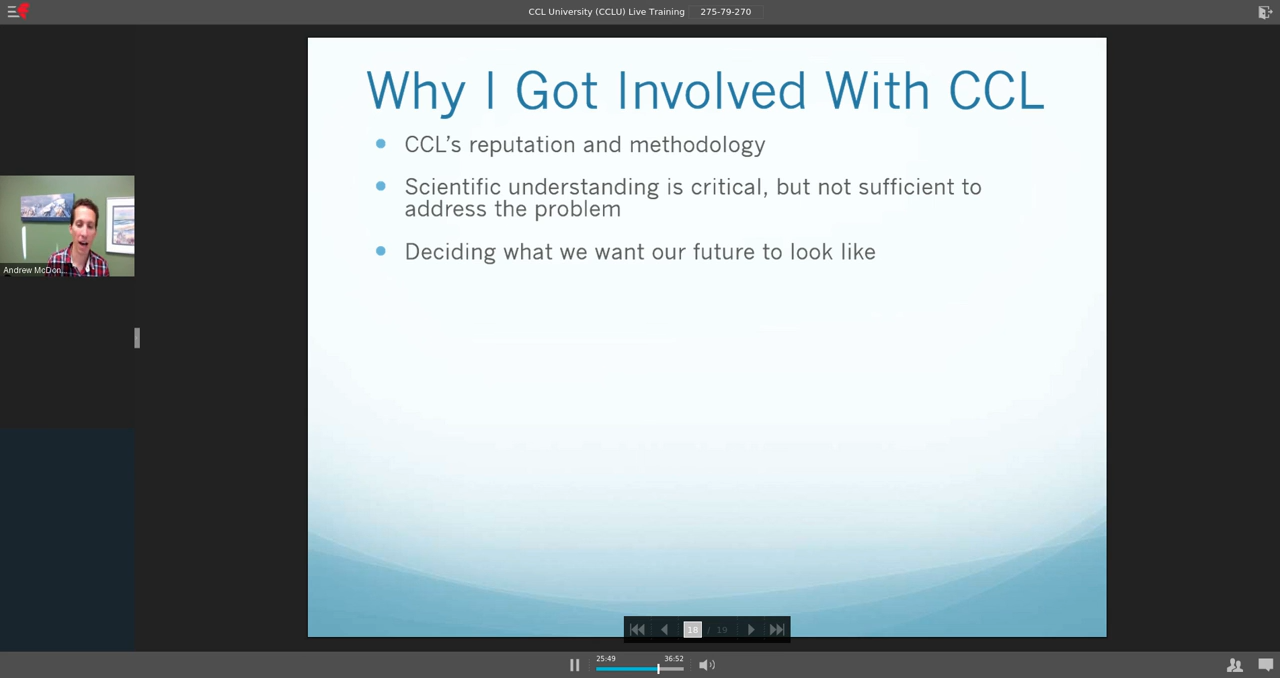 CCL University (CCLU) Live Training 275-79-270
Why I Got Involved With CCL
CCL’s reputation and methodology
Scientific understanding is critical, but not sufficient to
address the problem
Deciding what we want our future to look like
Andrew McDon...
18 / 19
25:49 36:52